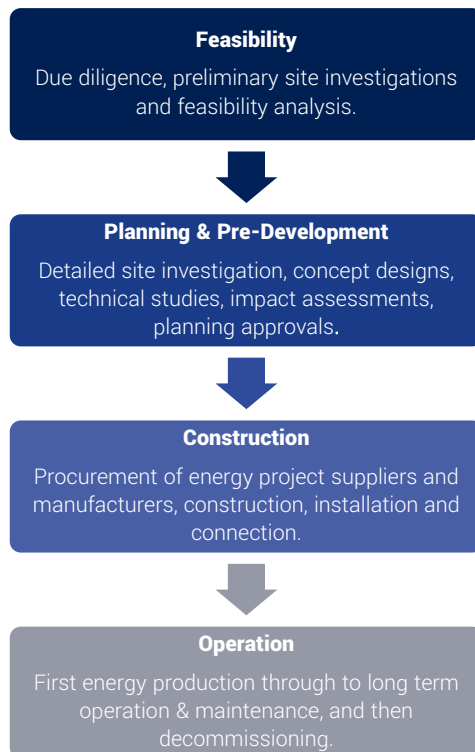 Feasibility
Due diligence, preliminary site investigations
and feasibility analysis.
Planning & Pre-Development
Detailed site investigation, concept designs,
technical studies, impact assessments,
planning approvals.
Construction
Procurement of energy project suppliers and
manufacturers, construction, installation and
connection.
Operation
First energy production through to long term
operation & maintenance, and then
decommissioning.